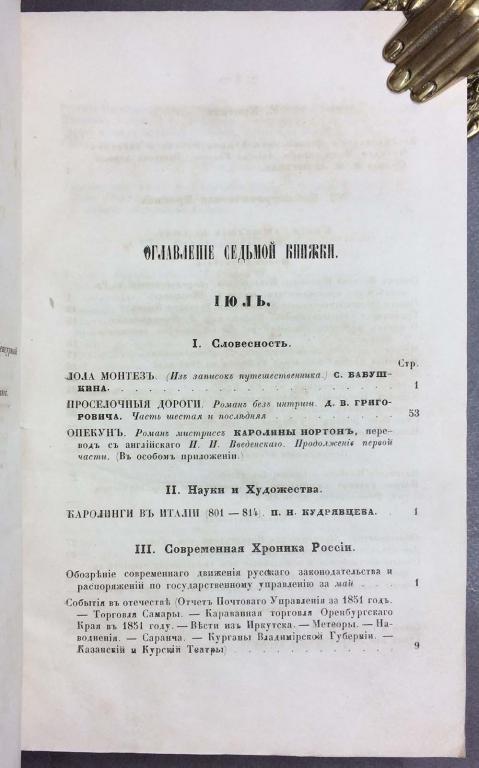 ОГЛАВЛЕНІЕ СЕДЬМОЙ КНИЖКИ.
ІЮЛЬ.
I. Словесность.
Стр.
ЛОЛА МОНТЕЗЪ. (Изъ записокъ путешественника.) С. БАБУШ-
КИНА. . . . 1
ПРОСЕЛОЧНЫЯ ДОРОГИ. Романъ безъ интриги. Д. В. ГРИГО-
РОВИЧА. Часть шестая и послѣдняя . . . 53
ОПЕКУНЪ. Романъ мистриссъ КАРОЛИНЫ НОРТОНЪ, пере-
водъ съ англійскаго И. И. Введенскаго. Продолженіе первой
части. (Въ особомъ приложеніи.)
II. Науки и Художества.
КАРОЛИНГИ ВЪ ИТАЛІИ (801 — 814). П. Н. КУДРЯВЦЕВА. . 1
III. Современная Хроника Россіи.
Обозрѣніе современнаго движенія русскаго законодательства и
распоряженій по государственному управленію за май . . . 1
Событія въ отечествѣ (Отчетъ Почтоваго Управленія за 1851 годъ.
— Торговля Самары. — Караванная торговля Оренбургскаго
Края въ 1851 году. — Вѣсти изъ Иркутска. — Метеоры. — На-
водненія. — Саранча. — Курганы Владимірской Губерніи. —
Казанскій и Курскій Театры) . . . 9